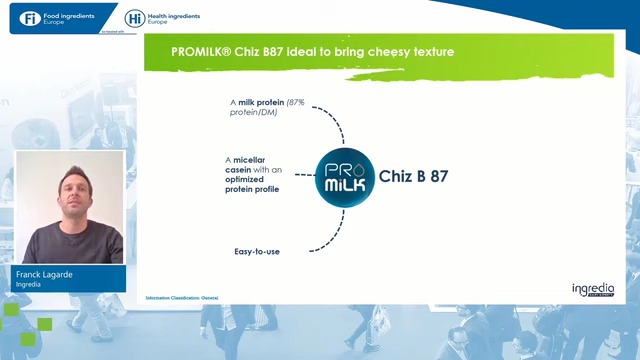 Fi Food ingredients
Europe
Hi Health ingredients
Europe
PROMILK® Chiz B87 ideal to bring cheesy texture
A milk protein (87%
protein/DM)
A micellar
casein with an
optimized
protein profile
PRO
MiLK
Chiz B 87
Easy-to-use
Franck Lagarde
Ingredia
Information Classification: General
ingredia